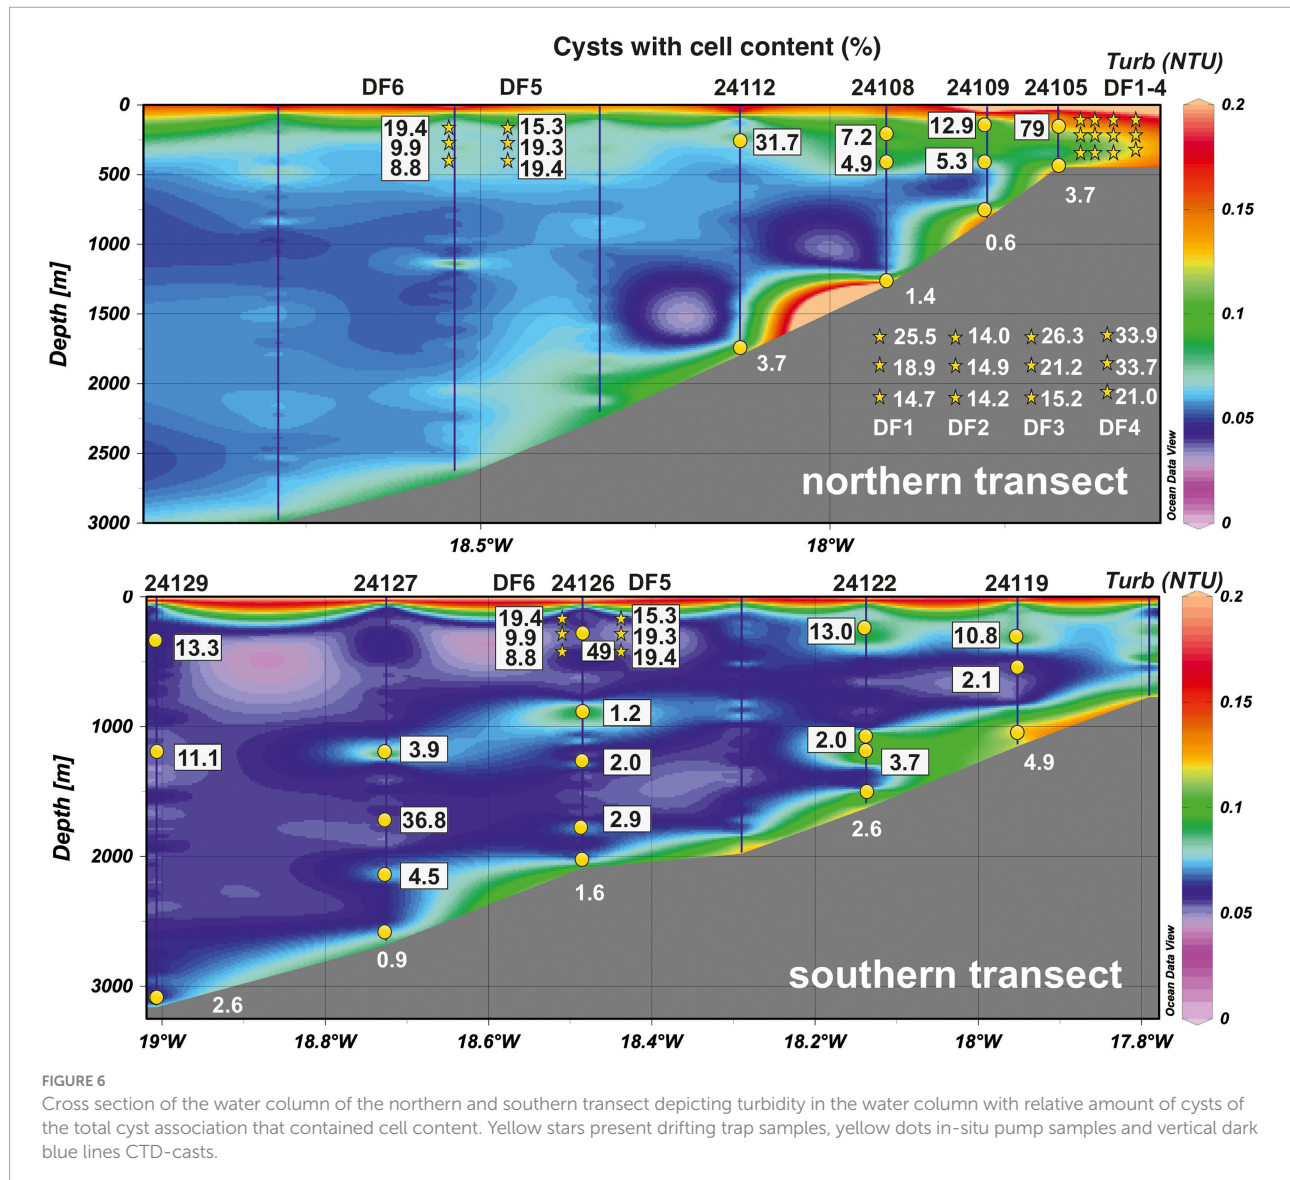 Cysts with cell content (%)
Turb (NTU)
DF6 DF5 24112 24108 24109 24105 DF1-4
0
500
1000
1500
2000
2500
3000
Depth [m]
19.4 15.3
9.9 19.3
8.8 19.4
31.7
7.2
4.9
12.9
5.3
79
3.7
0.6
1.4
3.7
25.5 14.0 26.3 33.9
18.9 14.9 21.2 33.7
14.7 14.2 15.2 21.0
DF1 DF2 DF3 DF4
northern transect
Ocean Data View
0.2
0.15
0.1
0.05
0
18.5°W 18°W
24129 24127 DF6 24126 DF5 24122 24119 Turb (NTU)
0
1000
2000
3000
Depth [m]
13.3
11.1
2.6
3.9
36.8
4.5
0.9
19.4 15.3
9.9 19.3
8.8 49 19.4
1.2
2.0
2.9
1.6
13.0
2.0
3.7
2.6
10.8
2.1
4.9
southern transect
Ocean Data View
0.2
0.15
0.1
0.05
0
19°W 18.8°W 18.6°W 18.4°W 18.2°W 18°W 17.8°W
FIGURE 6
Cross section of the water column of the northern and southern transect depicting turbidity in the water column with relative amount of cysts of
the total cyst association that contained cell content. Yellow stars present drifting trap samples, yellow dots in-situ pump samples and vertical dark
blue lines CTD-casts.